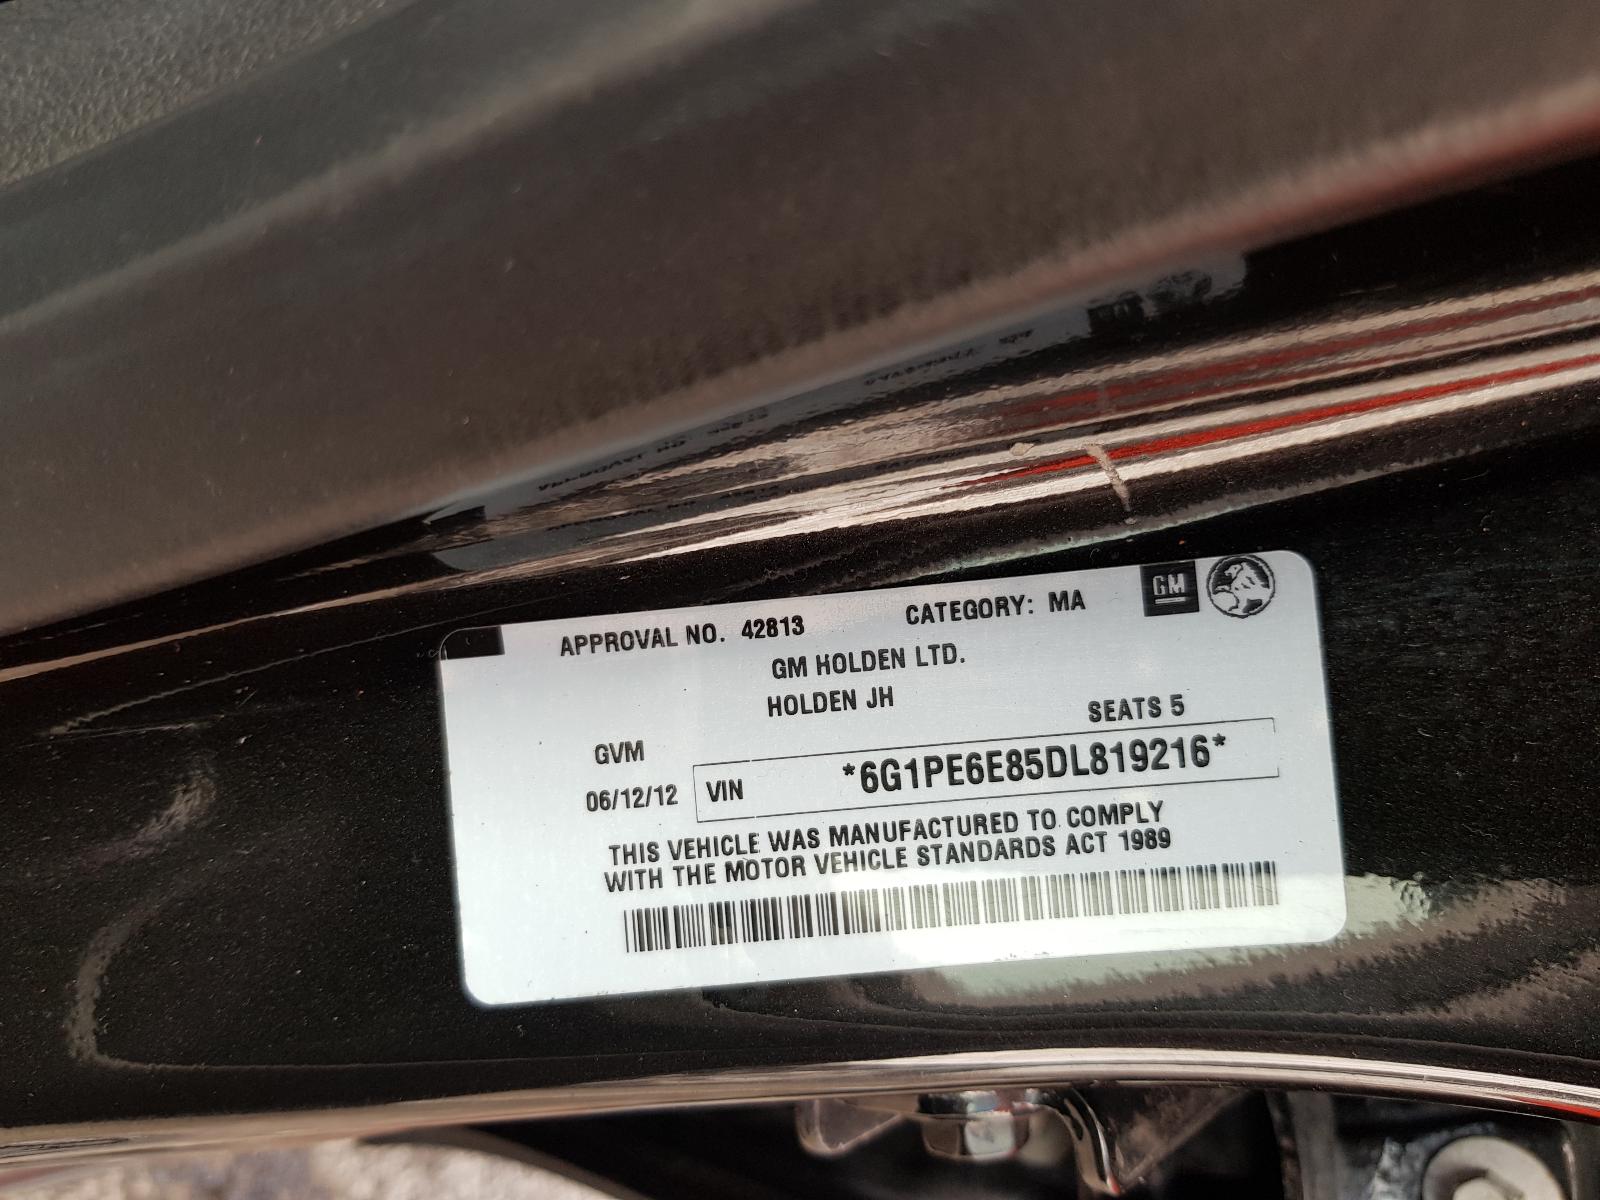 APPROVAL NO. 42813 CATEGORY: MA GM
GM HOLDEN LTD.
HOLDEN JH
SEATS 5
GVM
06/12/12 VIN *6G1PE6E85DL819216*
THIS VEHICLE WAS MANUFACTURED TO COMPLY
WITH THE MOTOR VEHICLE STANDARDS ACT 1989